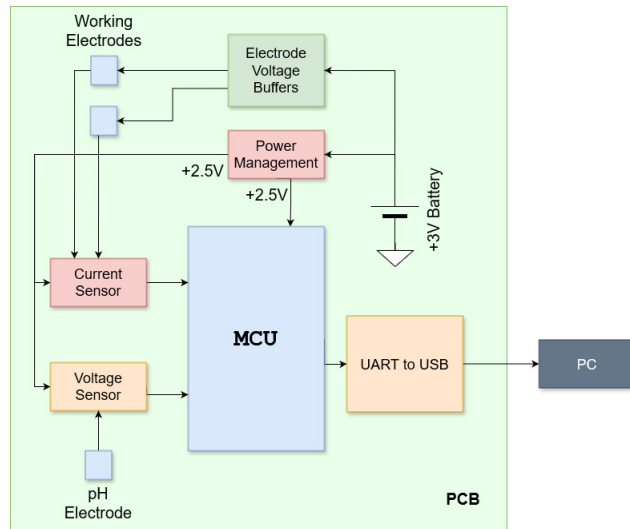 Working
Electrodes
Electrode
Voltage
Buffers
Power
Management
+2.5V
+2.5V
+3V Battery
Current
Sensor
MCU
UART to USB
PC
Voltage
Sensor
pH
Electrode
PCB